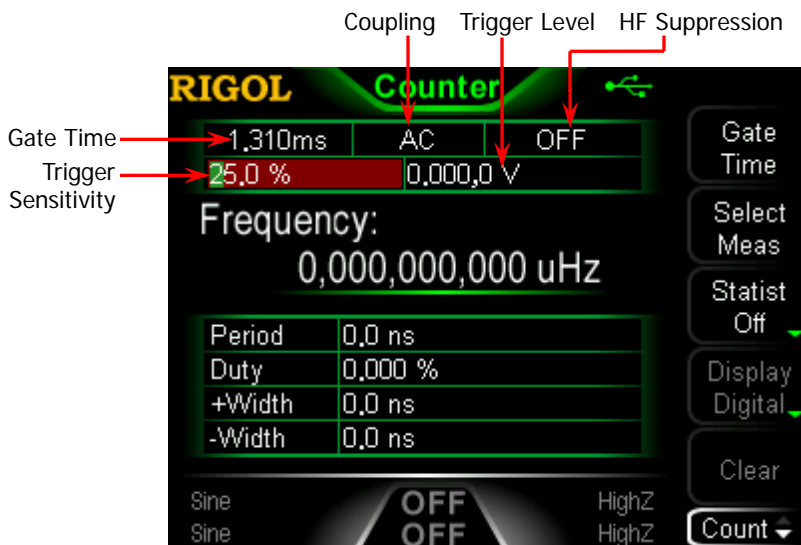 Coupling Trigger Level HF Suppression
RIGOL Counter
Gate Time 1.310ms AC OFF
Trigger Sensitivity 25.0 % 0.000,0 V
Frequency:
0,000,000,000 uHz
Period 0.0 ns
Duty 0.000 %
+Width 0.0 ns
-Width 0.0 ns
Sine OFF HighZ
Sine OFF HighZ
Gate Time
Select Meas
Statist Off
Display Digital
Clear
Count